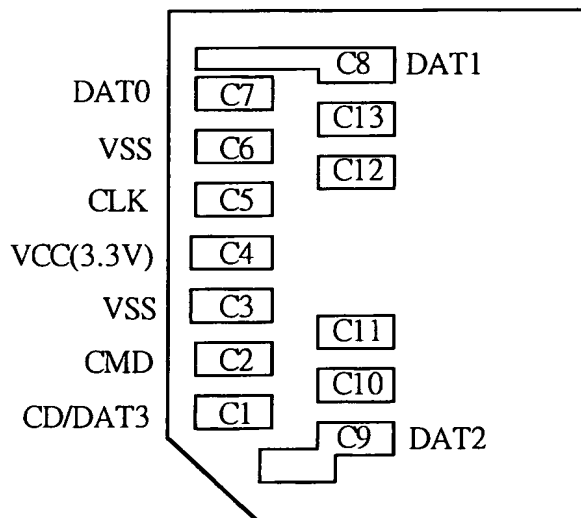 C8 DAT1
DAT0 C7
C13
VSS C6
C12
CLK C5
VCC(3.3V) C4
VSS C3
C11
CMD C2
C10
CD/DAT3 C1
C9 DAT2